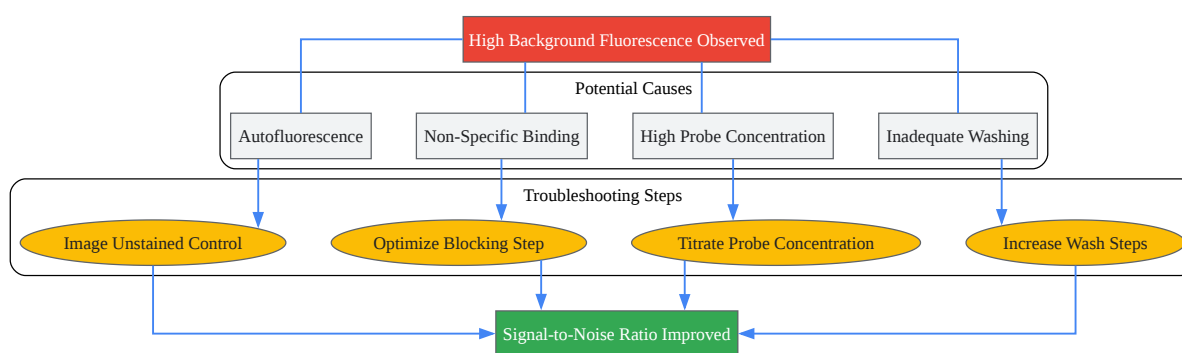 High Background Fluorescence Observed
Potential Causes
Autofluorescence
Non-Specific Binding
High Probe Concentration
Inadequate Washing
Troubleshooting Steps
Image Unstained Control
Optimize Blocking Step
Titrate Probe Concentration
Increase Wash Steps
Signal-to-Noise Ratio Improved